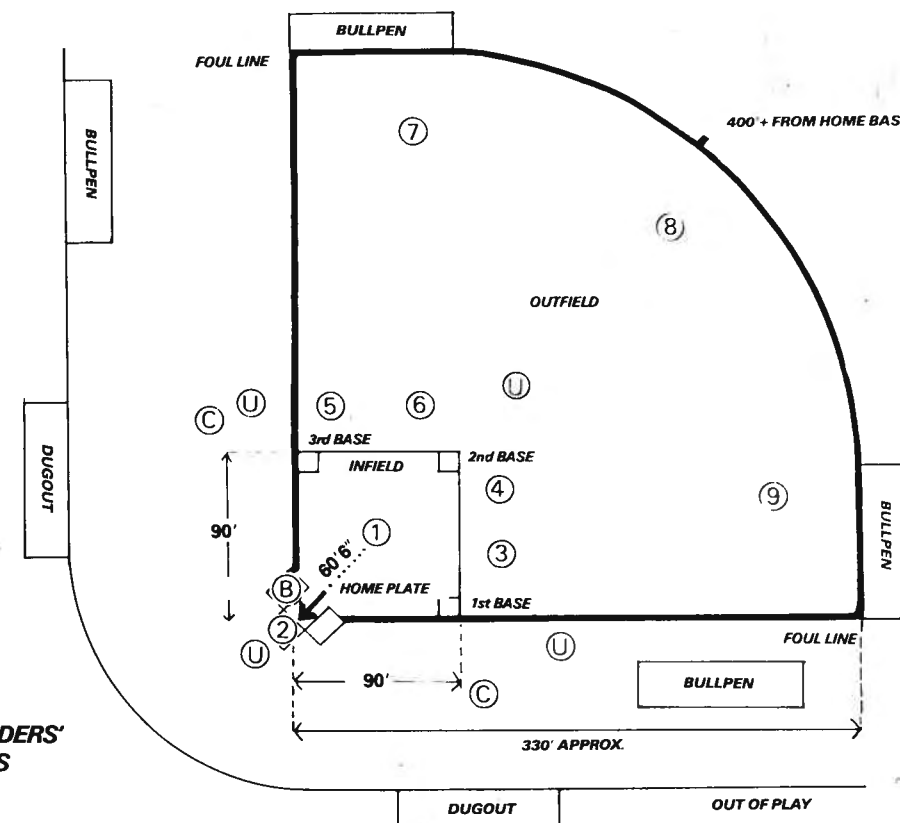 BULLPEN
FOUL LINE
BULLPEN
7
400'+ FROM HOME BAS
8
OUTFIELD
C
U
5
6
U
3rd BASE
2nd BASE
INFIELD
DUGOUT
4
9
BULLPEN
90'
1
3
60'6"
B
HOME PLATE
1st BASE
2
U
U
FOUL LINE
90'
C
BULLPEN
DERS'
S
330' APPROX.
DUGOUT
OUT OF PLAY